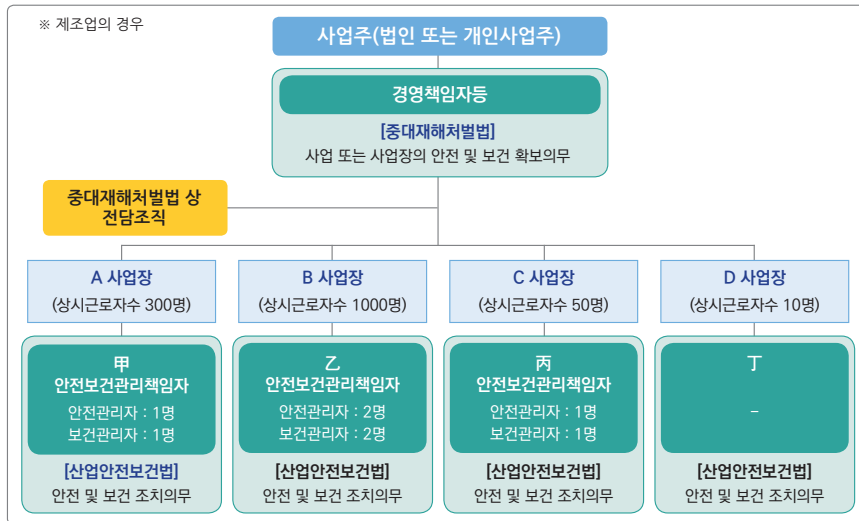 ※ 제조업의 경우
사업주(법인 또는 개인사업주)
경영책임자등
[중대재해처벌법]
사업 또는 사업장의 안전 및 보건 확보의무
중대재해처벌법 상
전담조직
A 사업장
(상시근로자수 300명)
B 사업장
(상시근로자수 1000명)
C 사업장
(상시근로자수 50명)
D 사업장
(상시근로자수 10명)
甲
안전보건관리책임자
안전관리자 : 1명
보건관리자 : 1명
[산업안전보건법]
안전 및 보건 조치의무
乙
안전보건관리책임자
안전관리자 : 2명
보건관리자 : 2명
[산업안전보건법]
안전 및 보건 조치의무
丙
안전보건관리책임자
안전관리자 : 1명
보건관리자 : 1명
[산업안전보건법]
안전 및 보건 조치의무
丁
–
[산업안전보건법]
안전 및 보건 조치의무